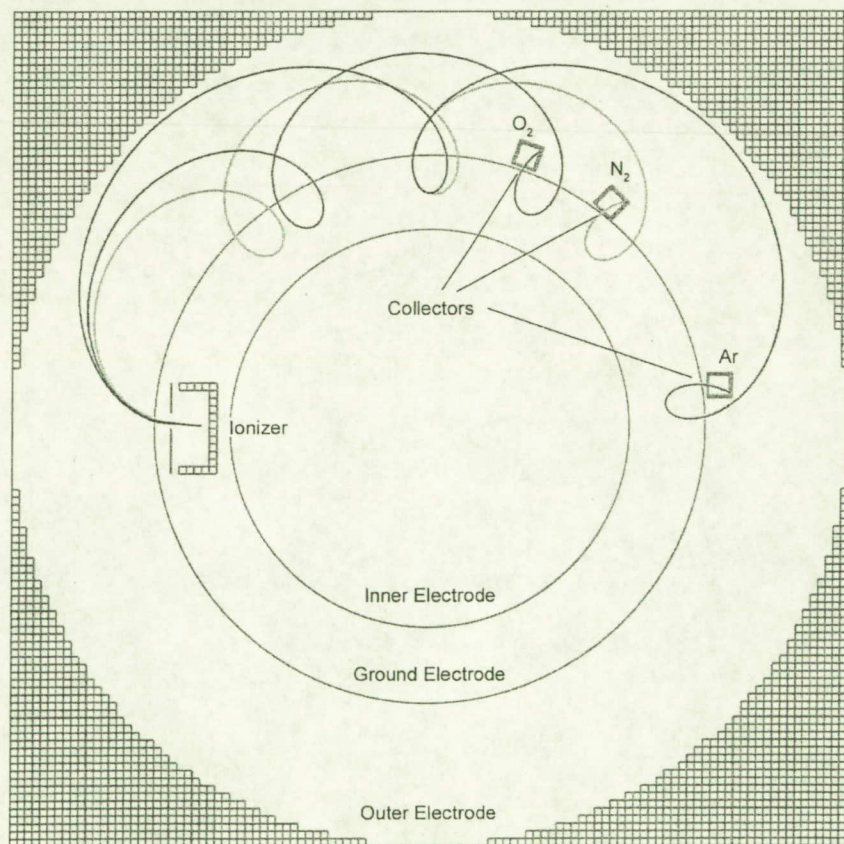 O₂
N₂
Collectors
Ar
Ionizer
Inner Electrode
Ground Electrode
Outer Electrode